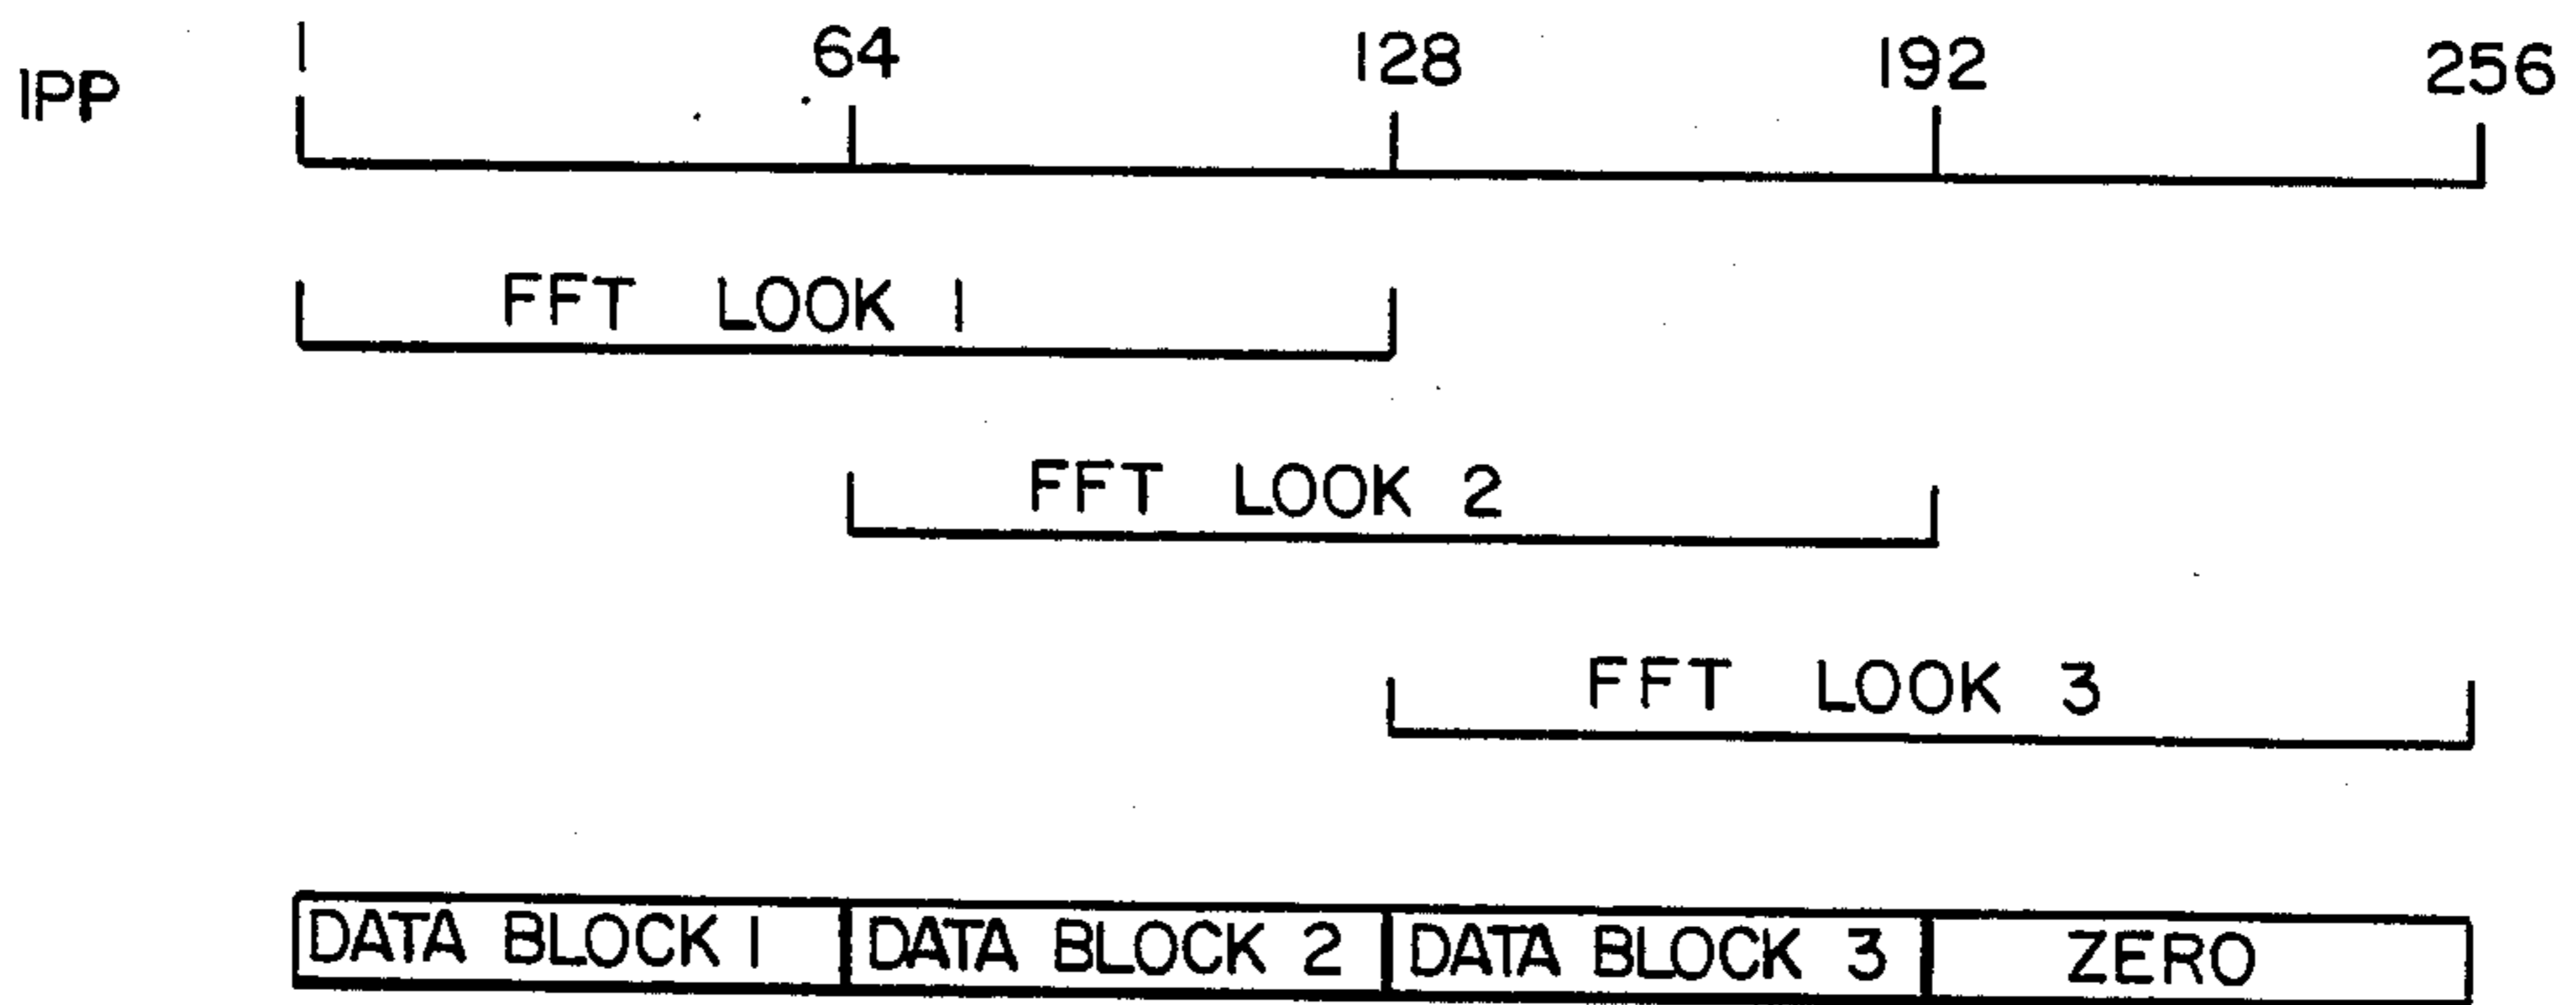 IPP 1 64 128 192 256
FFT LOOK 1
FFT LOOK 2
FFT LOOK 3
DATA BLOCK 1 DATA BLOCK 2 DATA BLOCK 3 ZERO